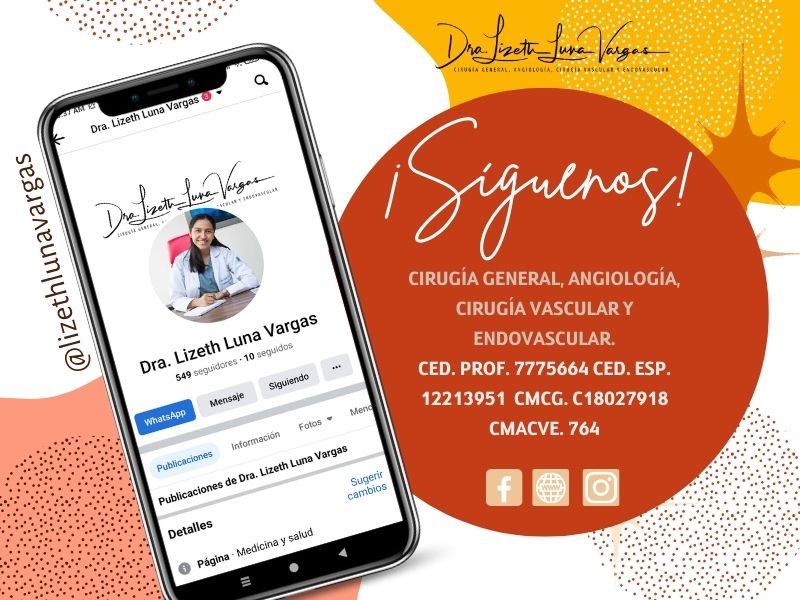 Dra. Lizeth Luna Vargas
CIRUGÍA GENERAL, ANGIOLOGÍA, CIRUGÍA VASCULAR Y ENDOVASCULAR
¡Síguenos!
CIRUGÍA GENERAL, ANGIOLOGÍA,
CIRUGÍA VASCULAR Y
ENDOVASCULAR.
CED. PROF. 7775664 CED. ESP.
12213951 CMCG. C18027918
CMACVE. 764
www
@lizethlunavargas
Dra. Lizeth Luna Vargas
Dra. Lizeth Luna Vargas
Dra. Lizeth Luna Vargas
549 seguidores · 10 seguidos
WhatsApp
Mensaje
Siguiendo
Publicaciones
Información
Fotos
Publicaciones de Dra. Lizeth Luna Vargas
Sugerir
cambios
Detalles
Página · Medicina y salud